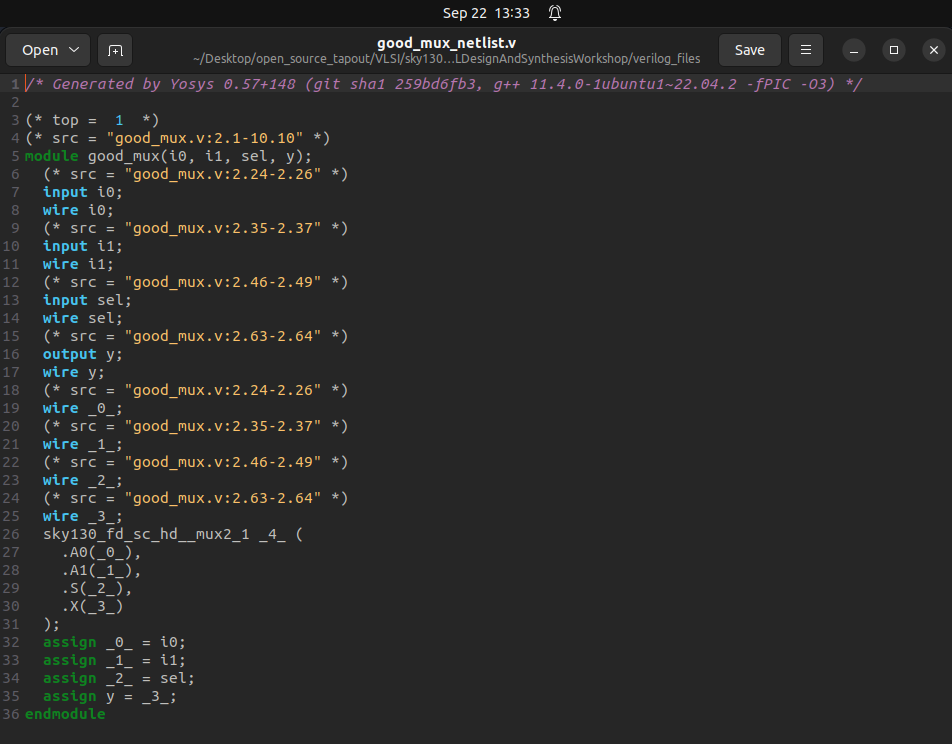 Sep 22 13:33
Open
good_mux_netlist.v
~/Desktop/open_source_tapout/VLSI/sky130...LDesignAndSynthesisWorkshop/verilog_files
Save
1 /* Generated by Yosys 0.57+148 (git sha1 259bd6fb3, g++ 11.4.0-1ubuntu1~22.04.2 -fPIC -O3) */
2
3 (* top =  1  *)
4 (* src = "good_mux.v:2.1-10.10" *)
5 module good_mux(i0, i1, sel, y);
6   (* src = "good_mux.v:2.24-2.26" *)
7   input i0;
8   wire i0;
9   (* src = "good_mux.v:2.35-2.37" *)
10   input i1;
11   wire i1;
12   (* src = "good_mux.v:2.46-2.49" *)
13   input sel;
14   wire sel;
15   (* src = "good_mux.v:2.63-2.64" *)
16   output y;
17   wire y;
18   (* src = "good_mux.v:2.24-2.26" *)
19   wire _0_;
20   (* src = "good_mux.v:2.35-2.37" *)
21   wire _1_;
22   (* src = "good_mux.v:2.46-2.49" *)
23   wire _2_;
24   (* src = "good_mux.v:2.63-2.64" *)
25   wire _3_;
26   sky130_fd_sc_hd__mux2_1 _4_ (
27     .A0(_0_),
28     .A1(_1_),
29     .S(_2_),
30     .X(_3_)
31   );
32   assign _0_ = i0;
33   assign _1_ = i1;
34   assign _2_ = sel;
35   assign y = _3_;
36 endmodule